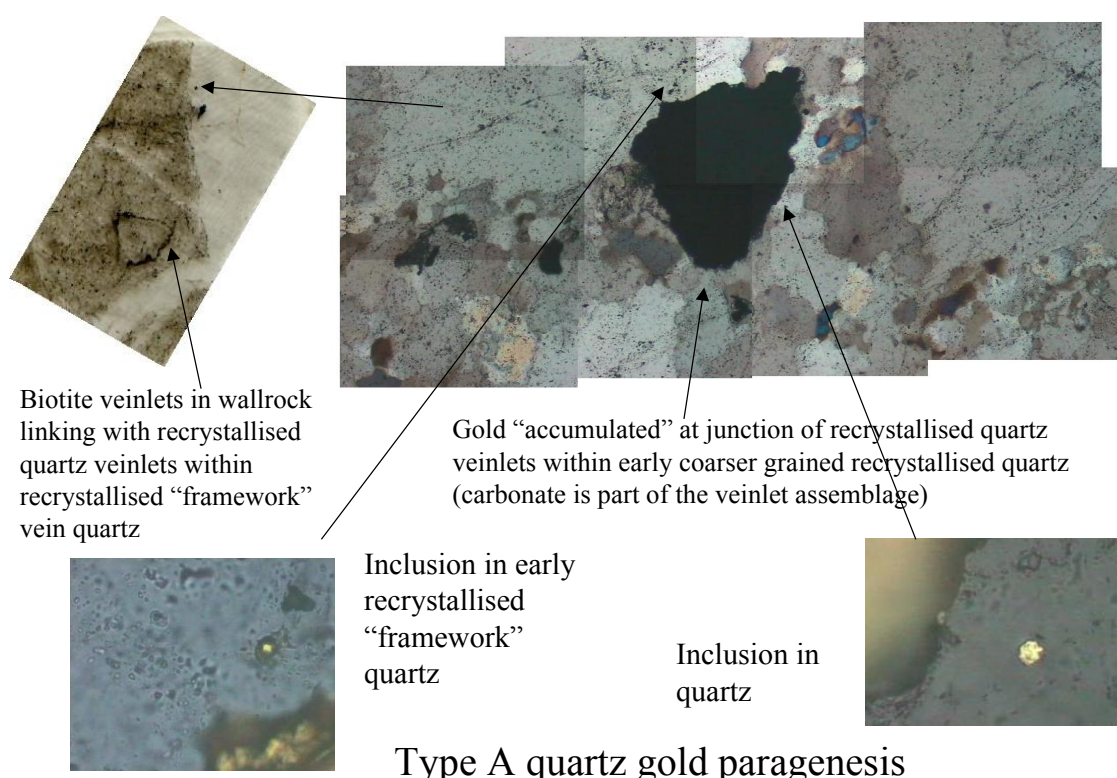 Biotite veinlets in wallrock
linking with recrystallised
quartz veinlets within
recrystallised “framework”
vein quartz
Gold “accumulated” at junction of recrystallised quartz
veinlets within early coarser grained recrystallised quartz
(carbonate is part of the veinlet assemblage)
Inclusion in early
recrystallised
“framework”
quartz
Inclusion in
quartz
Type A quartz gold paragenesis